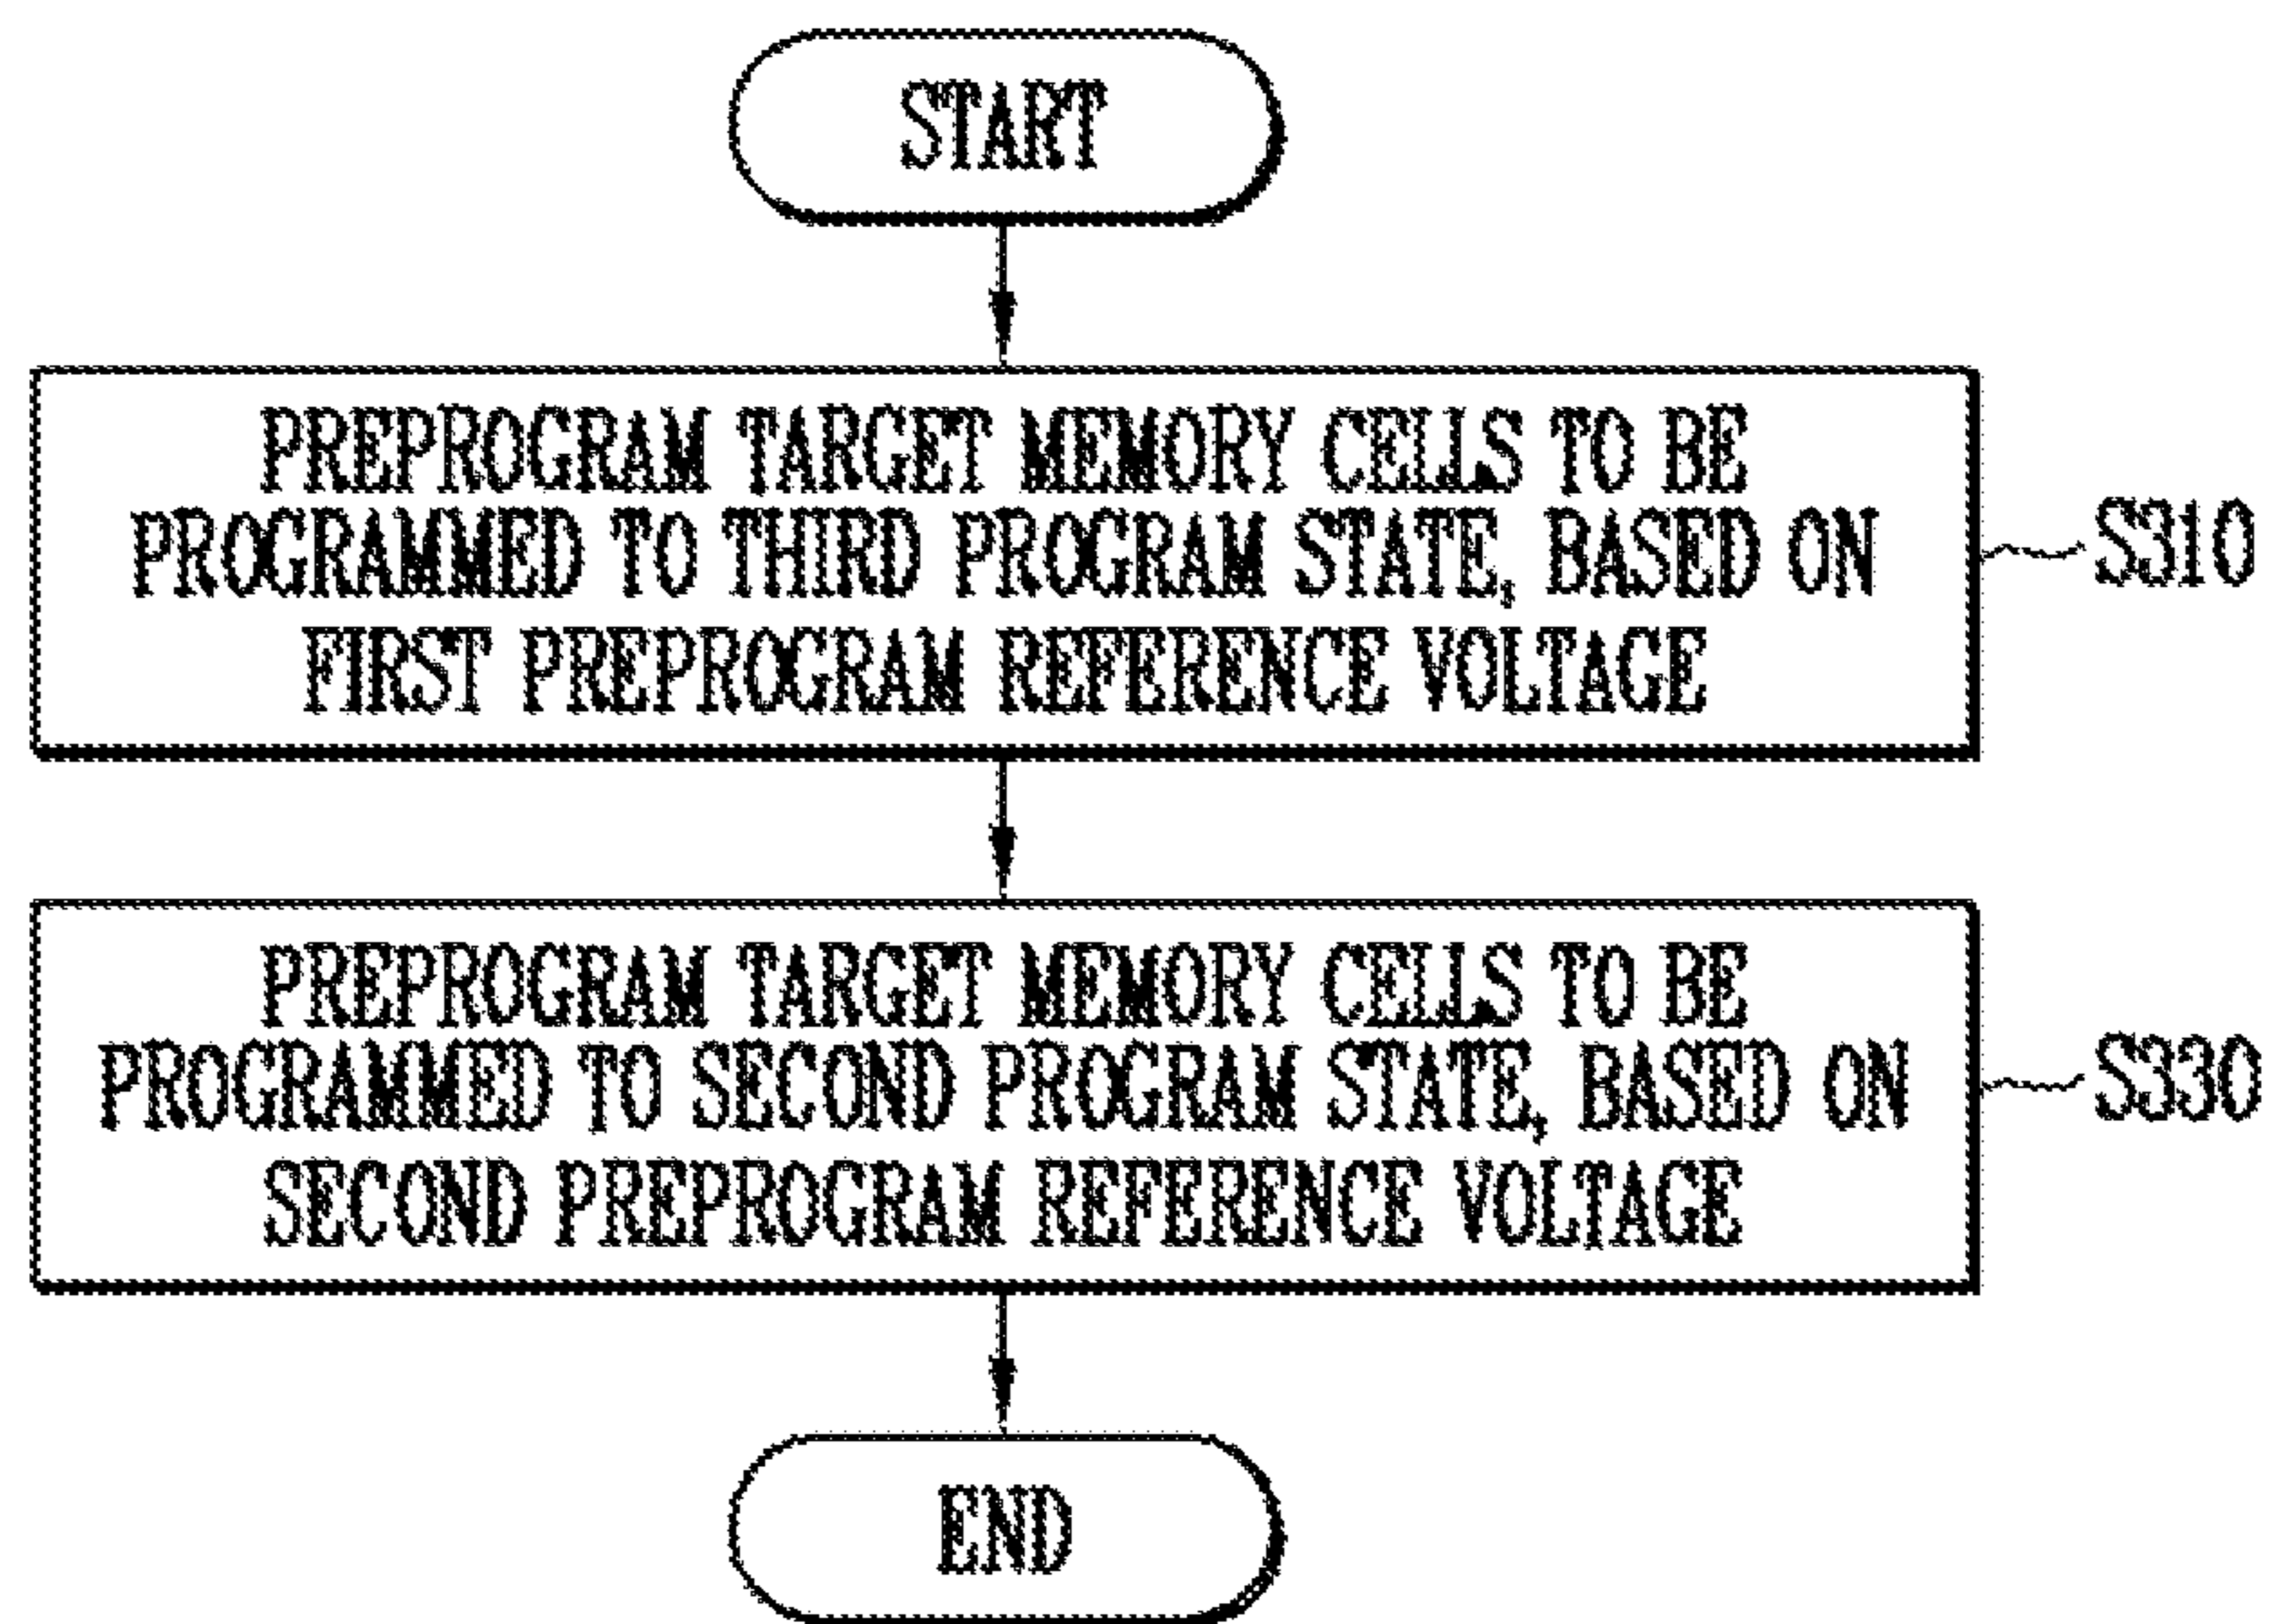 START
PREPROGRAM TARGET MEMORY CELLS TO BE
PROGRAMMED TO THIRD PROGRAM STATE, BASED ON
FIRST PREPROGRAM REFERENCE VOLTAGE
S310
PREPROGRAM TARGET MEMORY CELLS TO BE
PROGRAMMED TO SECOND PROGRAM STATE, BASED ON
SECOND PREPROGRAM REFERENCE VOLTAGE
S330
END